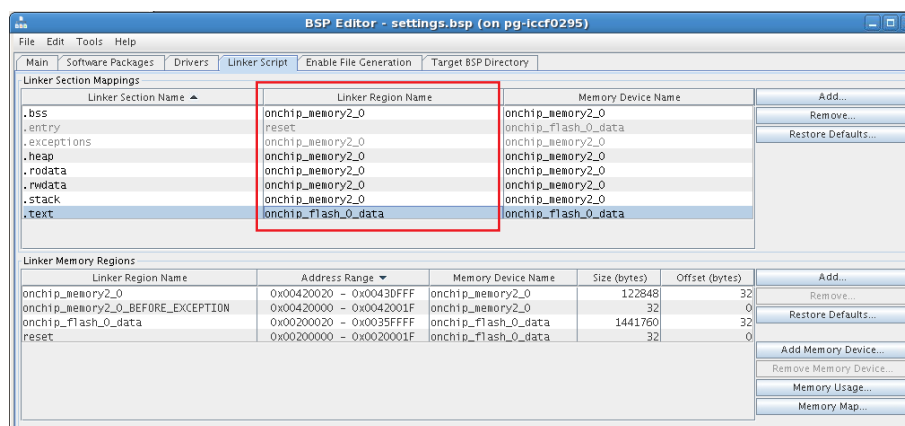 BSP Editor - settings.bsp (on pg-iccf0295)
File Edit Tools Help
Main Software Packages Drivers Linker Script Enable File Generation Target BSP Directory
Linker Section Mappings
Linker Section Name Linker Region Name Memory Device Name Add...
.bss onchip_memory2_0 onchip_memory2_0 Remove...
.entry reset onchip_flash_0_data
Restore Defaults...
.exceptions onchip_memory2_0 onchip_memory2_0
.heap onchip_memory2_0 onchip_memory2_0
.rodata onchip_memory2_0 onchip_memory2_0
.rwdata onchip_memory2_0 onchip_memory2_0
.stack onchip_memory2_0 onchip_memory2_0
.text onchip_flash_0_data onchip_flash_0_data
Linker Memory Regions
Linker Region Name Address Range Memory Device Name Size (bytes) Offset (bytes) Add...
onchip_memory2_0 0x00420020 - 0x0043DFFF onchip_memory2_0 122848 32 Remove...
onchip_memory2_0_BEFORE_EXCEPTION 0x00420000 - 0x0042001F onchip_memory2_0 32 0
onchip_flash_0_data 0x00200020 - 0x0035FFFF onchip_flash_0_data 1441760 32 Restore Defaults...
reset 0x00200000 - 0x0020001F onchip_flash_0_data 32 0
Add Memory Device...
Remove Memory Device...
Memory Usage...
Memory Map...